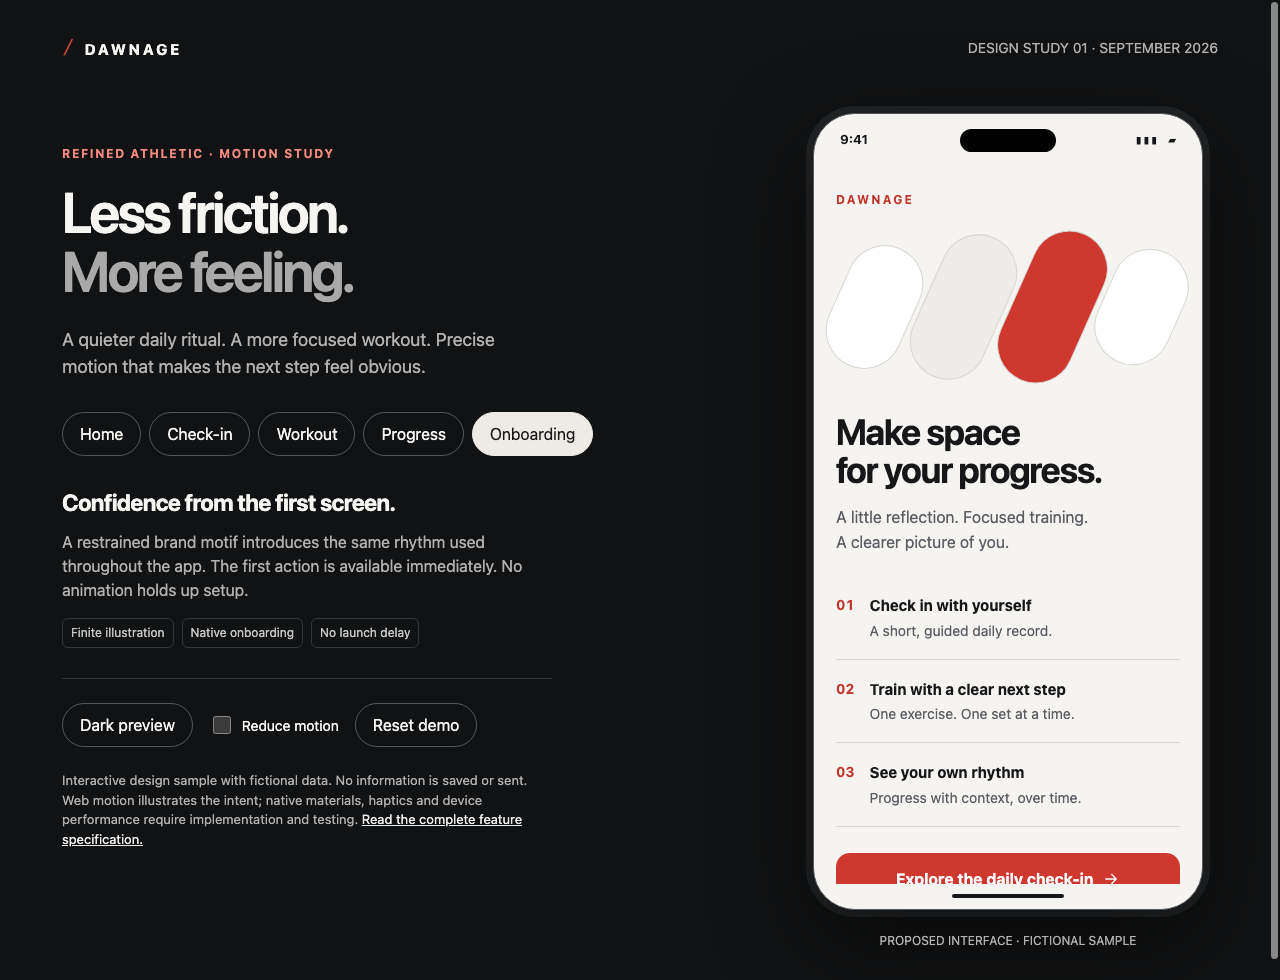 / DAWNAGE
DESIGN STUDY 01 · SEPTEMBER 2026
REFINED ATHLETIC · MOTION STUDY
Less friction.
More feeling.
A quieter daily ritual. A more focused workout. Precise
motion that makes the next step feel obvious.
Home
Check-in
Workout
Progress
Onboarding
Confidence from the first screen.
A restrained brand motif introduces the same rhythm used
throughout the app. The first action is available immediately. No
animation holds up setup.
Finite illustration
Native onboarding
No launch delay
Dark preview
Reduce motion
Reset demo
Interactive design sample with fictional data. No information is saved or sent.
Web motion illustrates the intent; native materials, haptics and device
performance require implementation and testing. Read the complete feature
specification.
9:41
DAWNAGE
Make space
for your progress.
A little reflection. Focused training.
A clearer picture of you.
01 Check in with yourself
A short, guided daily record.
02 Train with a clear next step
One exercise. One set at a time.
03 See your own rhythm
Progress with context, over time.
Explore the daily check-in →
PROPOSED INTERFACE · FICTIONAL SAMPLE